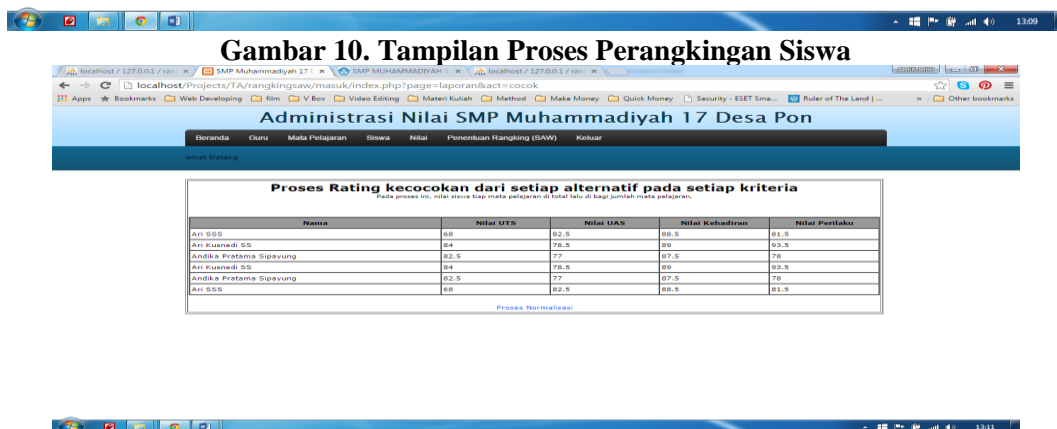 13:09
Gambar 10. Tampilan Proses Perangkingan Siswa
localhost / 127.0.0.1 / ran SMP Muhammadiyah 17 SMP MUHAMMADIYAH localhost / 127.0.0.1 / ran
localhost/Projects/TA/rangkingsaw/masuk/index.php?page=laporan&act=cocok
Apps Bookmarks Web Developing film V Box Video Editing Materi Kuliah Method Make Money Quick Money Security - ESET Sma... Ruler of The Land |... » Other bookmarks
Administrasi Nilai SMP Muhammadiyah 17 Desa Pon
Beranda Guru Mata Pelajaran Siswa Nilai Penentuan Rangking (SAW) Keluar
amat Datang
Proses Rating kecocokan dari setiap alternatif pada setiap kriteria
Pada proses ini, nilai siswa tiap mata pelajaran di total lalu di bagi jumlah mata pelajaran.
Nama Nilai UTS Nilai UAS Nilai Kehadiran Nilai Perilaku
Ari SSS 68 82.5 88.5 81.5
Ari Kusnedi SS 84 78.5 89 93.5
Andika Pratama Sipayung 82.5 77 87.5 78
Ari Kusnedi SS 84 78.5 89 93.5
Andika Pratama Sipayung 82.5 77 87.5 78
Ari SSS 68 82.5 88.5 81.5
Proses Normalisasi
13:11